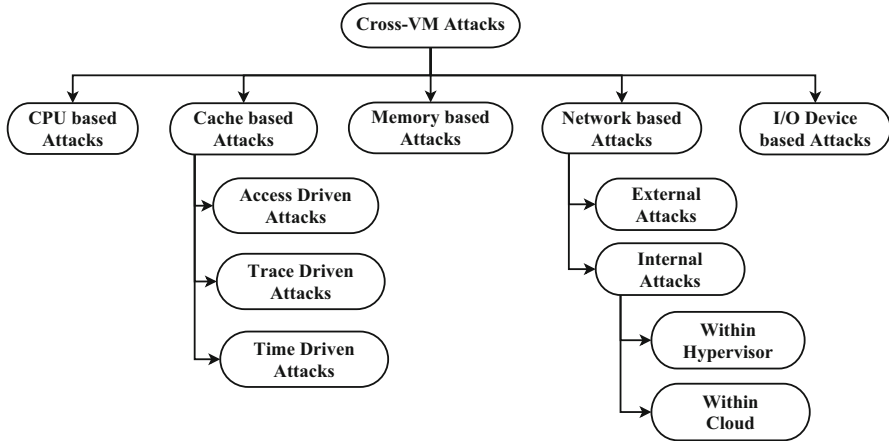 Cross-VM Attacks
CPU based
Attacks
Cache based
Attacks
Memory based
Attacks
Network based
Attacks
I/O Device
based Attacks
Access Driven
Attacks
Trace Driven
Attacks
Time Driven
Attacks
External
Attacks
Internal
Attacks
Within
Hypervisor
Within
Cloud